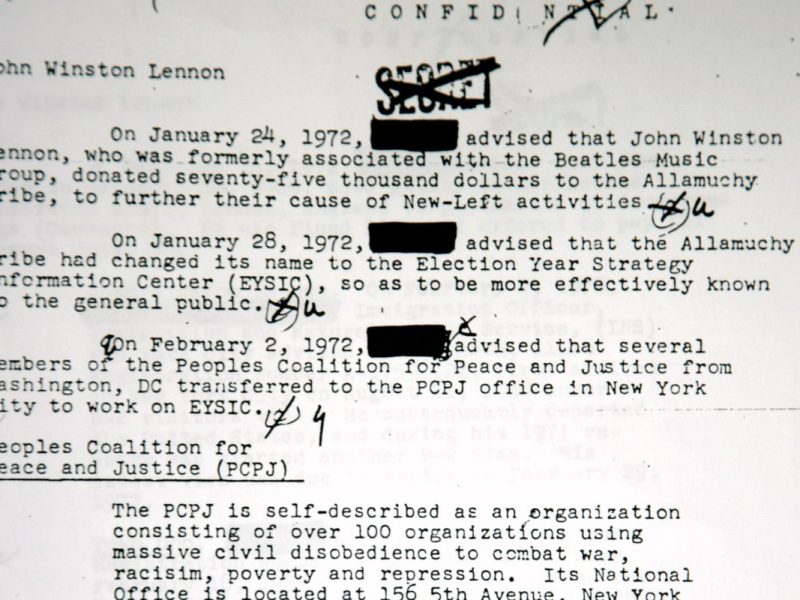 CONFIDENTIAL
ohn Winston Lennon
SECRET
On January 24, 1972, advised that John Winston
ennon, who was formerly associated with the Beatles Music
roup, donated seventy-five thousand dollars to the Allamuchy
ribe, to further their cause of New-Left activities.
On January 28, 1972, advised that the Allamuchy
ribe had changed its name to the Election Year Strategy
nformation Center (EYSIC), so as to be more effectively known
o the general public.
On February 2, 1972, advised that several
embers of the Peoples Coalition for Peace and Justice from
ashington, DC transferred to the PCPJ office in New York
ity to work on EYSIC.
eoples Coalition for
eace and Justice (PCPJ)
The PCPJ is self-described as an organization
consisting of over 100 organizations using
massive civil disobedience to combat war,
racisim, poverty and repression. Its National
Office is located at 156 5th Avenue, New York